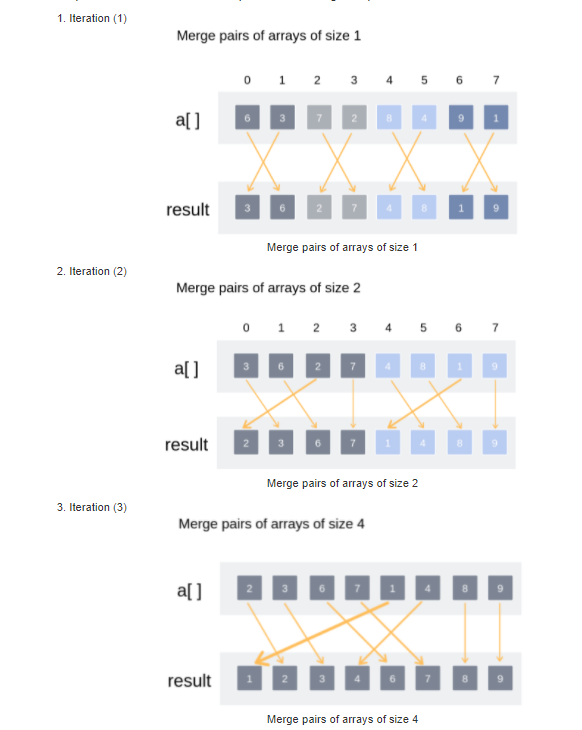 1. Iteration (1)
Merge pairs of arrays of size 1
0 1 2 3 4 5 6 7
a[ ] 6 3 7 2 8 4 9 1
result 3 6 2 7 4 8 1 9
Merge pairs of arrays of size 1
2. Iteration (2)
Merge pairs of arrays of size 2
0 1 2 3 4 5 6 7
a[ ] 3 6 2 7 4 8 1 9
result 2 3 6 7 1 4 8 9
Merge pairs of arrays of size 2
3. Iteration (3)
Merge pairs of arrays of size 4
a[ ] 2 3 6 7 1 4 8 9
result 1 2 3 4 6 7 8 9
Merge pairs of arrays of size 4